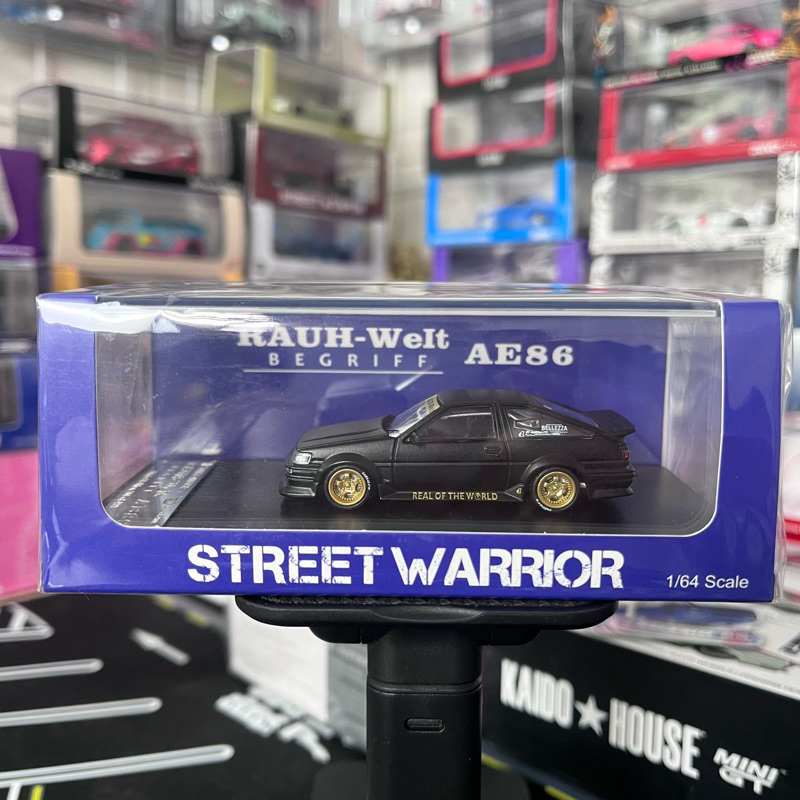 RAUH-Welt
BEGRIFF
AE86
BELLEZZA
REAL OF THE WORLD
STREET WARRIOR
1/64 Scale
KAIDO★HOUSE
MINI GT